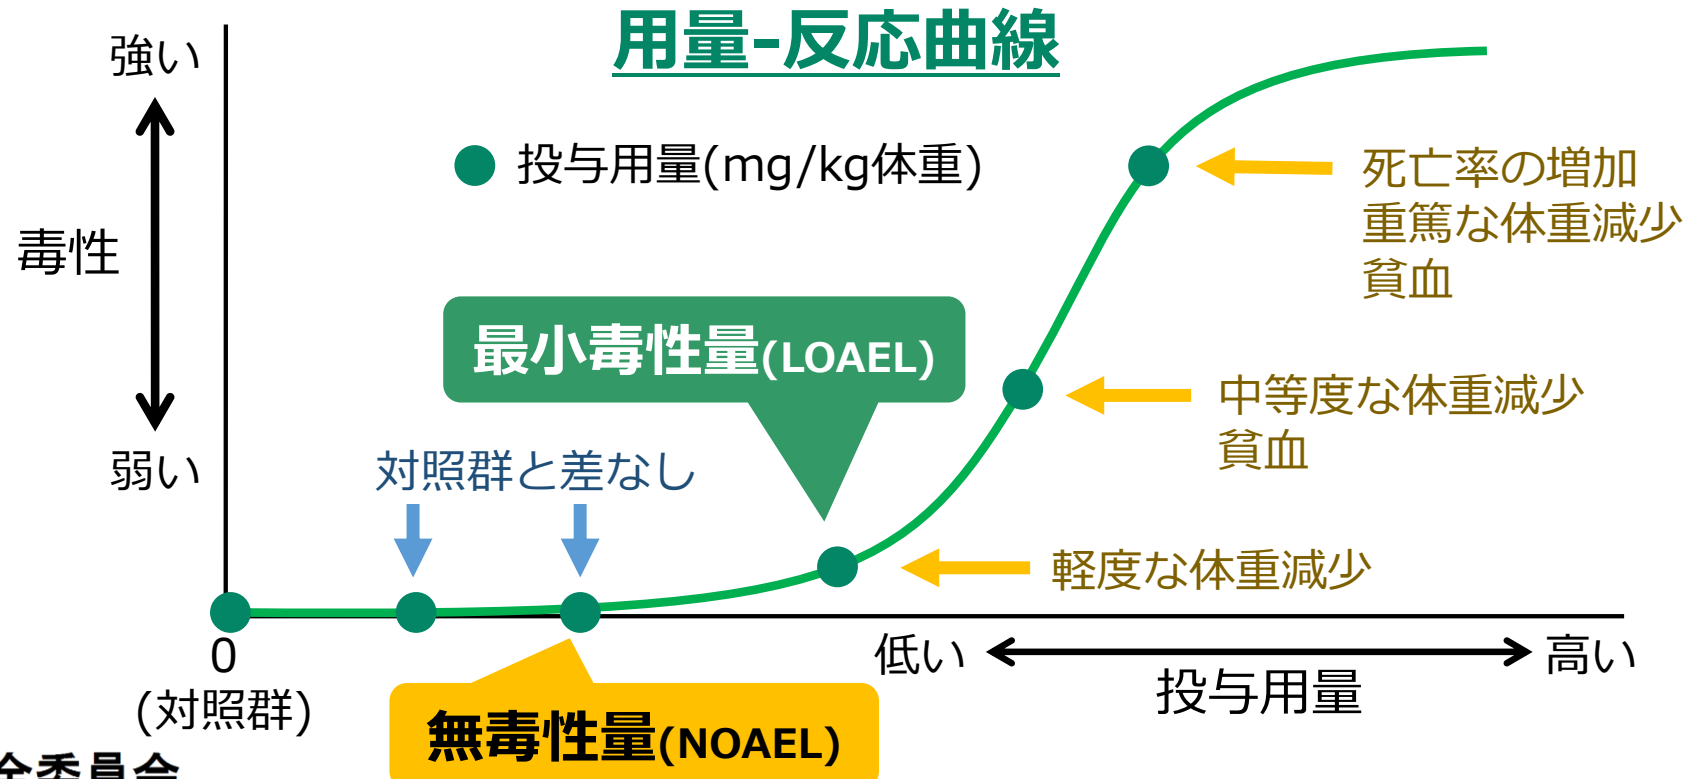 用量-反応曲線
強い
毒性
弱い
投与用量(mg/kg体重)
死亡率の増加
重篤な体重減少
貧血
最小毒性量(LOAEL)
中等度な体重減少
貧血
対照群と差なし
軽度な体重減少
0
(対照群)
低い
高い
投与用量
無毒性量(NOAEL)
全委員会